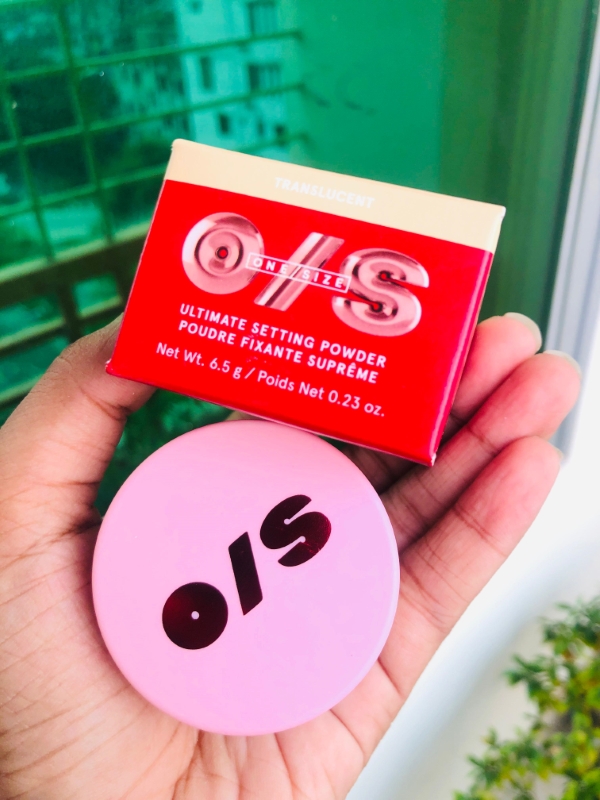 TRANSLUCENT
O/S
ONE/SIZE
ULTIMATE SETTING POWDER
POUDRE FIXANTE SUPRÊME
Net Wt. 6.5 g / Poids Net 0.23 oz.
O/S